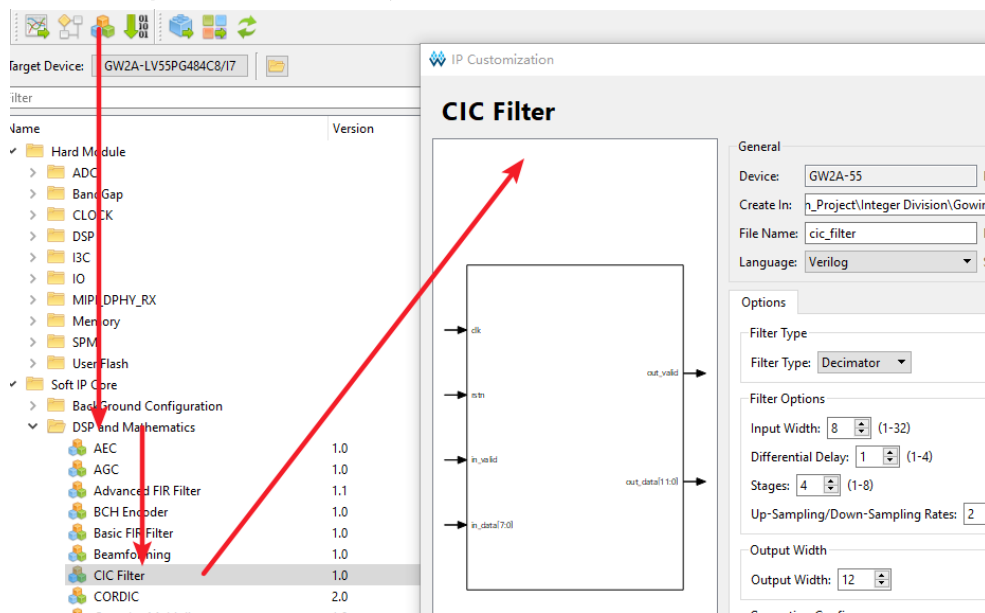 01
10
01
Target Device: GW2A-LV55PG484C8/I7
Filter
Name Version
Hard Module
ADC
BandGap
CLOCK
DSP
I3C
IO
MIPI_DPHY_RX
Memory
SPMI
User Flash
Soft IP Core
BackGround Configuration
DSP and Mathematics
AEC 1.0
AGC 1.0
Advanced FIR Filter 1.1
BCH Encoder 1.0
Basic FIR Filter 1.0
Beamforming 1.0
CIC Filter 1.0
CORDIC 2.0
IP Customization
CIC Filter
clk
rstn
in_valid
in_data[7:0]
out_valid
out_data[11:0]
General
Device: GW2A-55
Create In: n_Project\Integer Division\Gowin
File Name: cic_filter
Language: Verilog
Options
Filter Type
Filter Type: Decimator
Filter Options
Input Width: 8 (1-32)
Differential Delay: 1 (1-4)
Stages: 4 (1-8)
Up-Sampling/Down-Sampling Rates: 2
Output Width
Output Width: 12